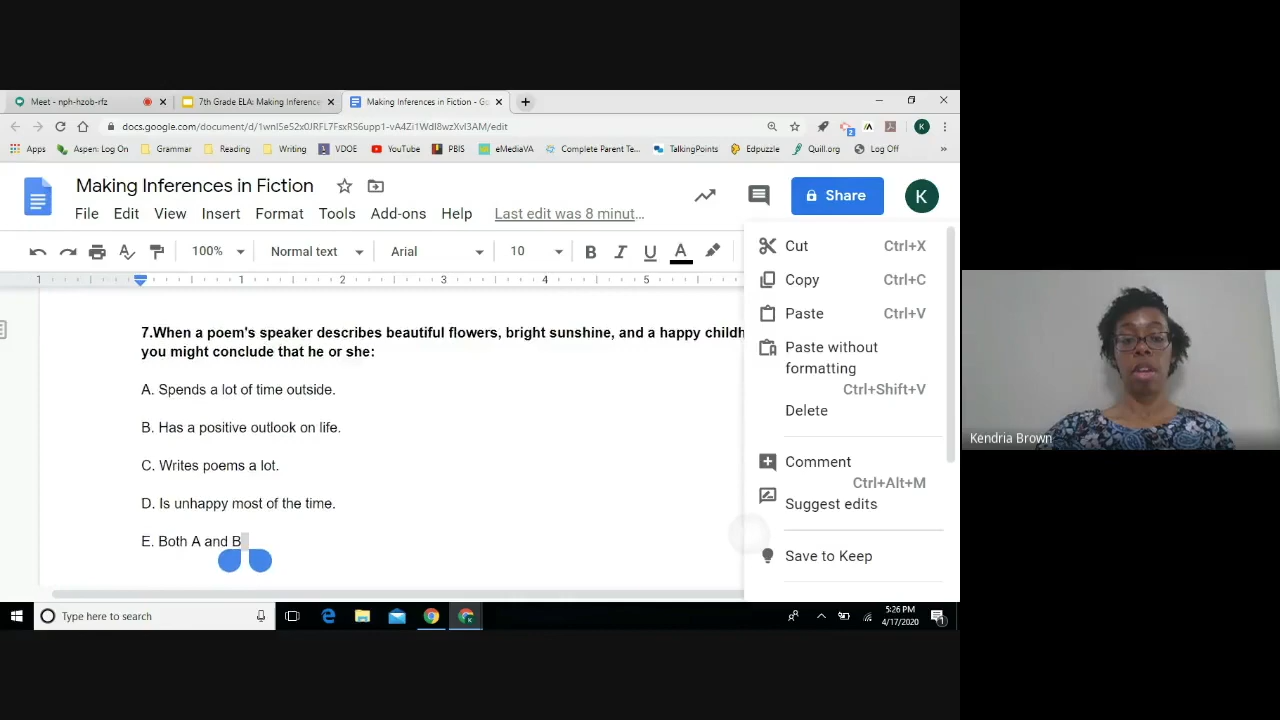 Meet - nph-hzob-rfz
7th Grade ELA: Making Inference
Making Inferences in Fiction - Go
docs.google.com/document/d/
/edit
Apps Aspen: Log On Grammar Reading Writing VDOE YouTube PBIS eMediaVA Complete Parent Te... TalkingPoints Edpuzzle Quill.org Log Off
Making Inferences in Fiction
Share
K
File Edit View Insert Format Tools Add-ons Help Last edit was 8 minut...
100% Normal text Arial 10 B I U A
1 1 2 3 4 5
7.When a poem's speaker describes beautiful flowers, bright sunshine, and a happy childh
you might conclude that he or she:
A. Spends a lot of time outside.
B. Has a positive outlook on life.
C. Writes poems a lot.
D. Is unhappy most of the time.
E. Both A and B
Cut Ctrl+X
Copy Ctrl+C
Paste Ctrl+V
Paste without
formatting
Ctrl+Shift+V
Delete
Comment
Ctrl+Alt+M
Suggest edits
Save to Keep
Kendria Brown
Type here to search
5:26 PM
4/17/2020